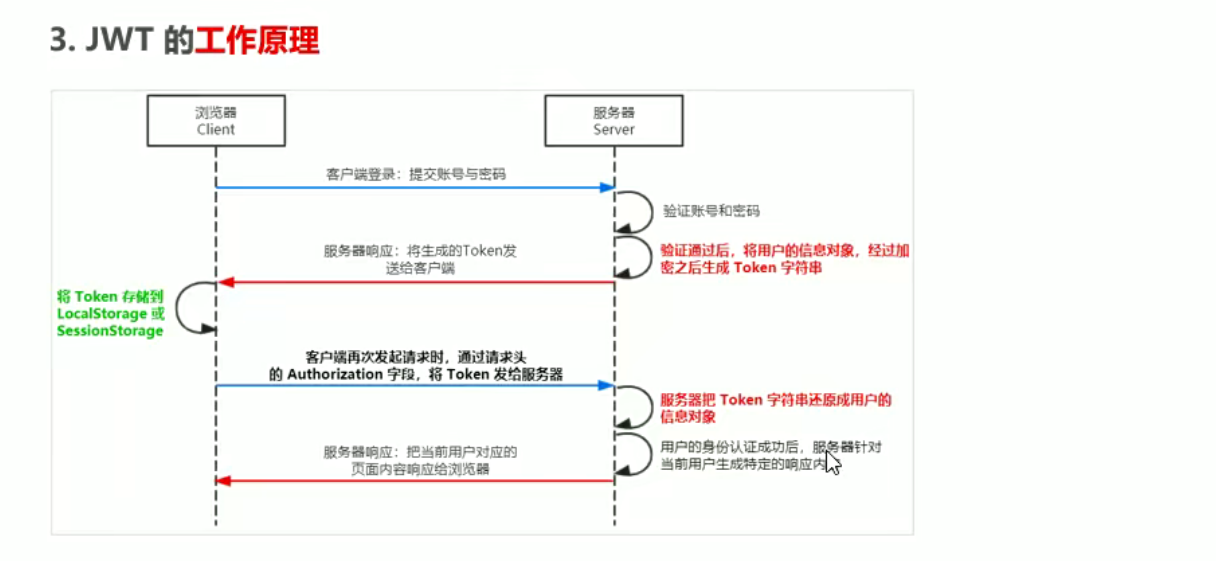 3. JWT 的工作原理
浏览器
Client
服务器
Server
客户端登录：提交账号与密码
验证账号和密码
服务器响应：将生成的Token发
送给客户端
验证通过后，将用户的信息对象，经过加
密之后生成 Token 字符串
将 Token 存储到
LocalStorage 或
SessionStorage
客户端再次发起请求时，通过请求头
的 Authorization 字段，将 Token 发给服务器
服务器把 Token 字符串还原成用户的
信息对象
服务器响应：把当前用户对应的
页面内容响应给浏览器
用户的身份认证成功后，服务器针对
当前用户生成特定的响应内